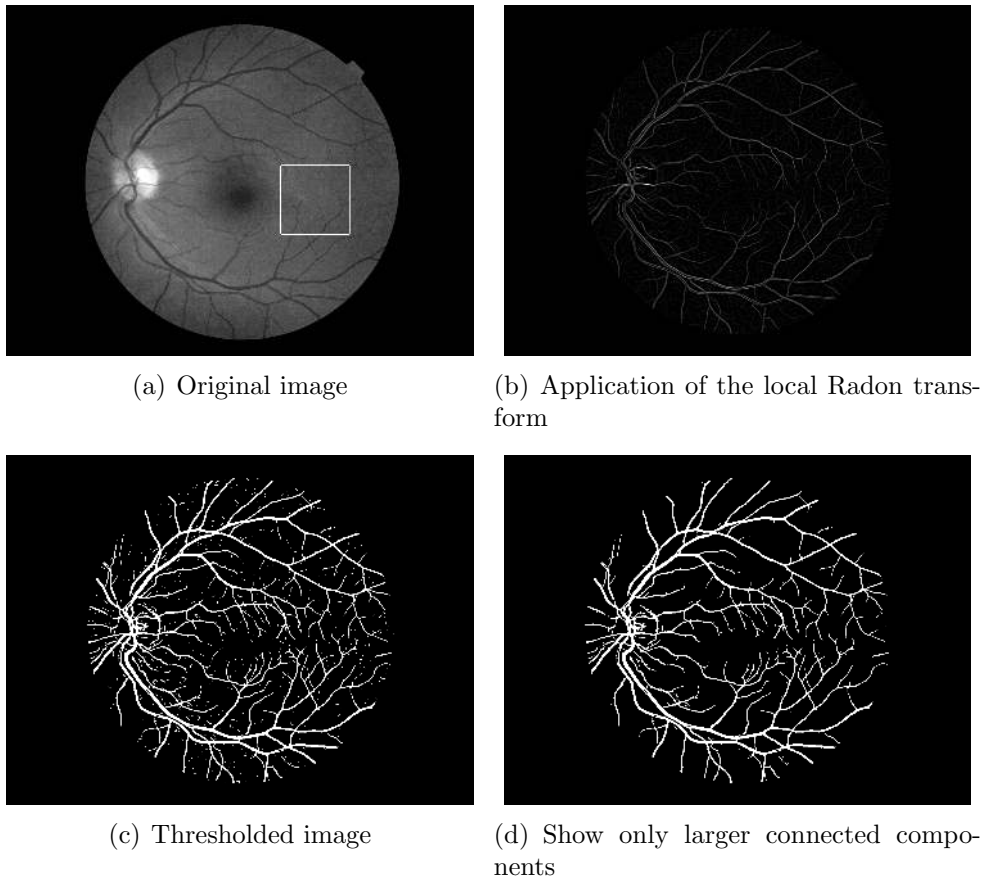 (a) Original image
(b) Application of the local Radon trans-
form
(c) Thresholded image
(d) Show only larger connected compo-
nents